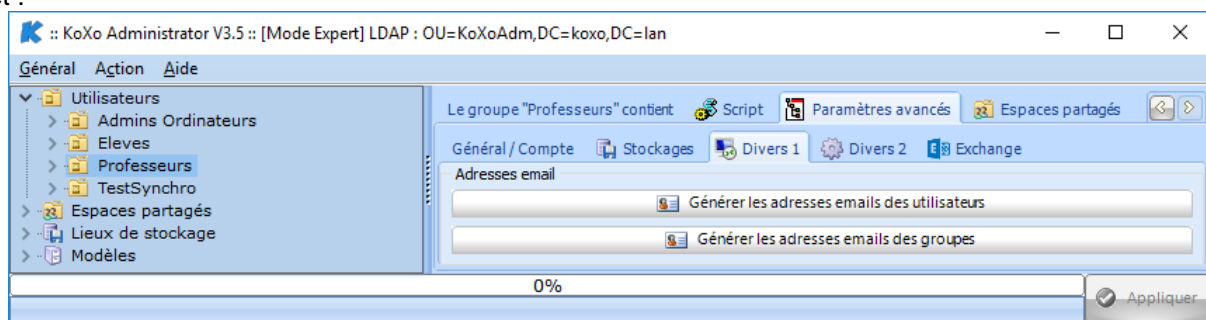 :: KoXo Administrator V3.5 :: [Mode Expert] LDAP : OU=KoXoAdm,DC=koxo,DC=lan
Général Action Aide
Utilisateurs
Admins Ordinateurs
Eleves
Professeurs
TestSynchro
Espaces partagés
Lieux de stockage
Modèles
Le groupe "Professeurs" contient Script Paramètres avancés Espaces partagés
Général / Compte Stockages Divers 1 Divers 2 Exchange
Adresses email
Générer les adresses emails des utilisateurs
Générer les adresses emails des groupes
0%
Appliquer